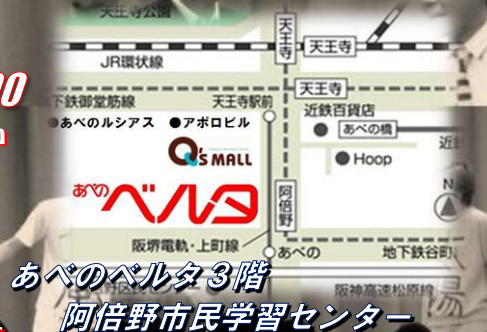 天王寺公園
天王寺
天王寺
JR環状線
天王寺
地下鉄御堂筋線
天王寺駅前
近鉄百貨店
●あべのルシアス ●アポロビル
あべの橋
近鉄
Q's MALL
Hoop
あべのベルタ
阿倍野
N
阪堺電軌・上町線
あべの
地下鉄谷町
阪神高速松原線
あべのベルタ3階
阿倍野市民学習センター